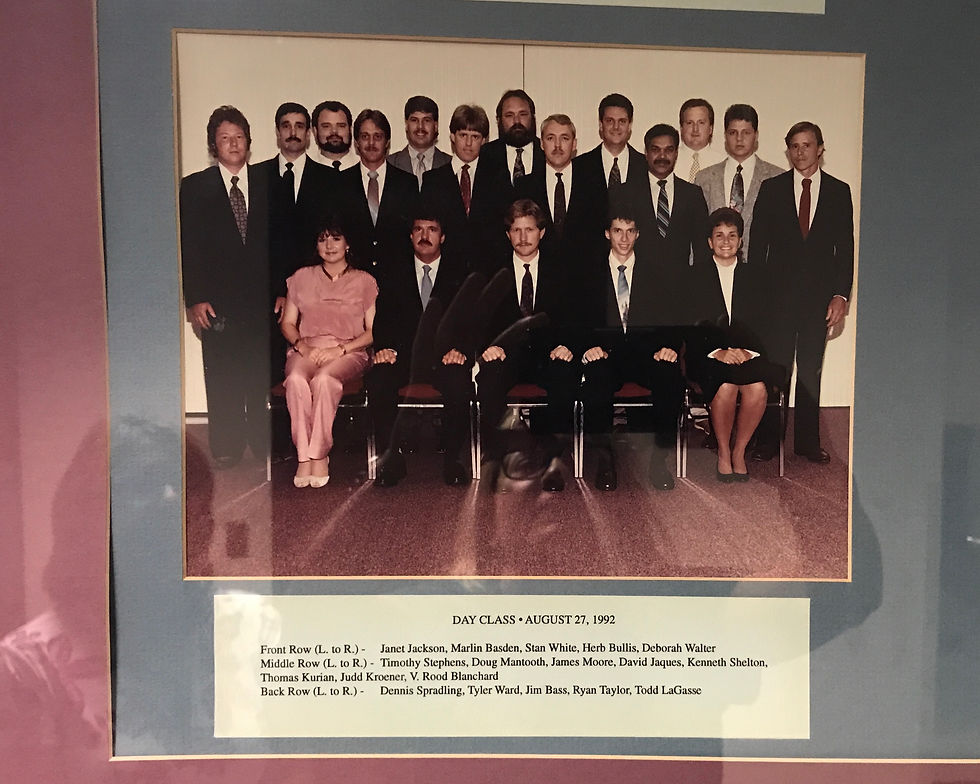 DAY CLASS • AUGUST 27, 1992
Front Row (L. to R.) - Janet Jackson, Marlin Basden, Stan White, Herb Bullis, Deborah Walter
Middle Row (L. to R.) - Timothy Stephens, Doug Mantooth, James Moore, David Jaques, Kenneth Shelton,
Thomas Kurian, Judd Kroener, V. Rood Blanchard
Back Row (L. to R.) - Dennis Spradling, Tyler Ward, Jim Bass, Ryan Taylor, Todd LaGasse